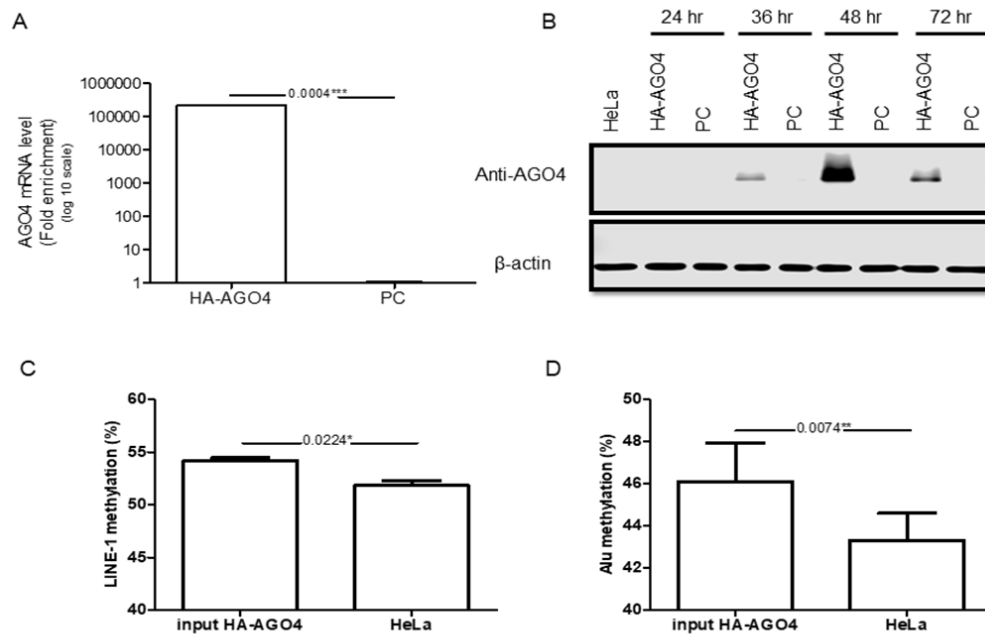 A
AGO4 mRNA level
(Fold enrichment)
(log 10 scale)
1000000
100000
10000
1000
100
10
1
0.0004***
HA-AGO4 PC
B
24 hr 36 hr 48 hr 72 hr
HeLa HA-AGO4 PC HA-AGO4 PC HA-AGO4 PC HA-AGO4 PC
Anti-AGO4
β-actin
C
LINE-1 methylation (%)
60
55
50
45
40
0.0224*
input HA-AGO4 HeLa
D
Alu methylation (%)
50
48
46
44
42
40
0.0074**
input HA-AGO4 HeLa